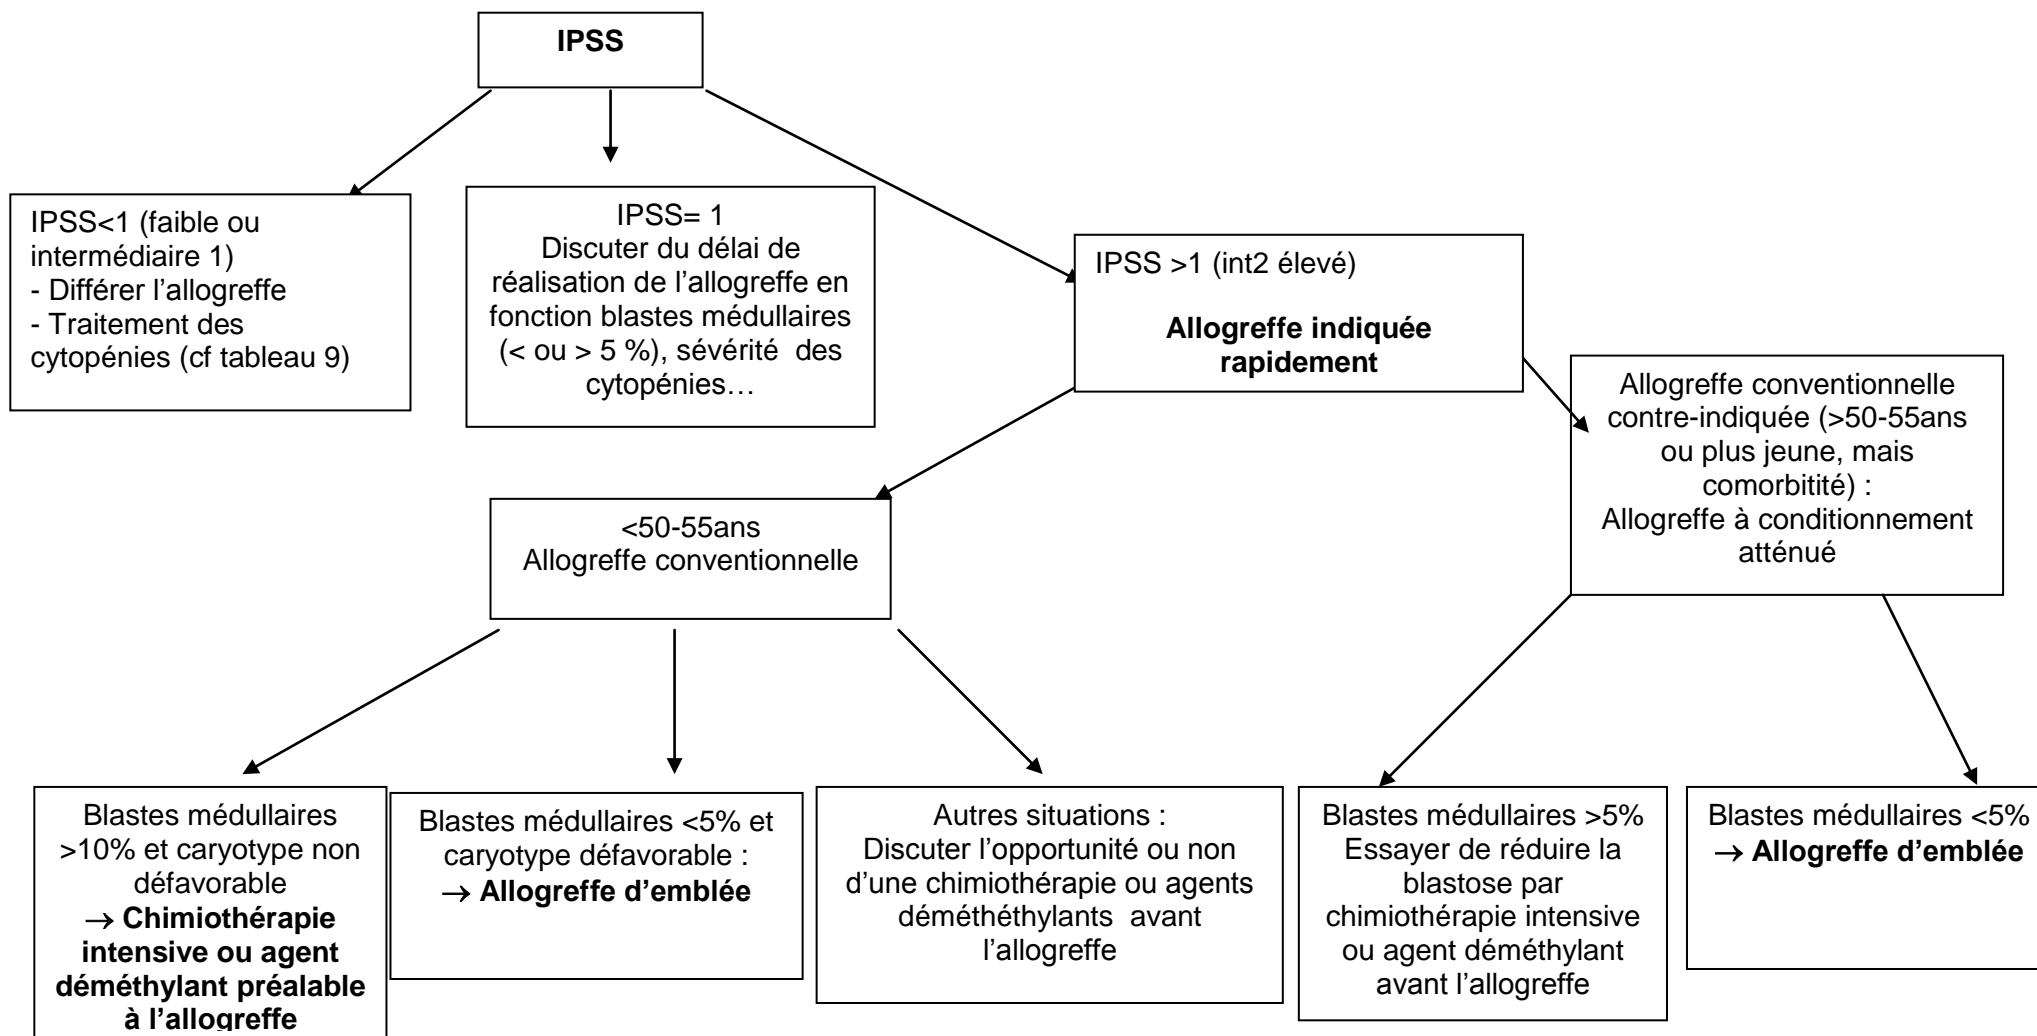 IPSS
IPSS<1 (faible ou
intermédiaire 1)
- Différer l’allogreffe
- Traitement des
cytopénies (cf tableau 9)
IPSS= 1
Discuter du délai de
réalisation de l’allogreffe en
fonction blastes médullaires
(< ou > 5 %), sévérité des
cytopénies…
IPSS >1 (int2 élevé)
Allogreffe indiquée
rapidement
Allogreffe conventionnelle
contre-indiquée (>50-55ans
ou plus jeune, mais
comorbitité) :
Allogreffe à conditionnement
atténué
<50-55ans
Allogreffe conventionnelle
Blastes médullaires
>10% et caryotype non
défavorable
→ Chimiothérapie
intensive ou agent
déméthylant préalable
à l’allogreffe
Blastes médullaires <5% et
caryotype défavorable :
→ Allogreffe d’emblée
Autres situations :
Discuter l’opportunité ou non
d’une chimiothérapie ou agents
déméthéthylants avant
l’allogreffe
Blastes médullaires >5%
Essayer de réduire la
blastose par
chimiothérapie intensive
ou agent déméthylant
avant l’allogreffe
Blastes médullaires <5%
→ Allogreffe d’emblée